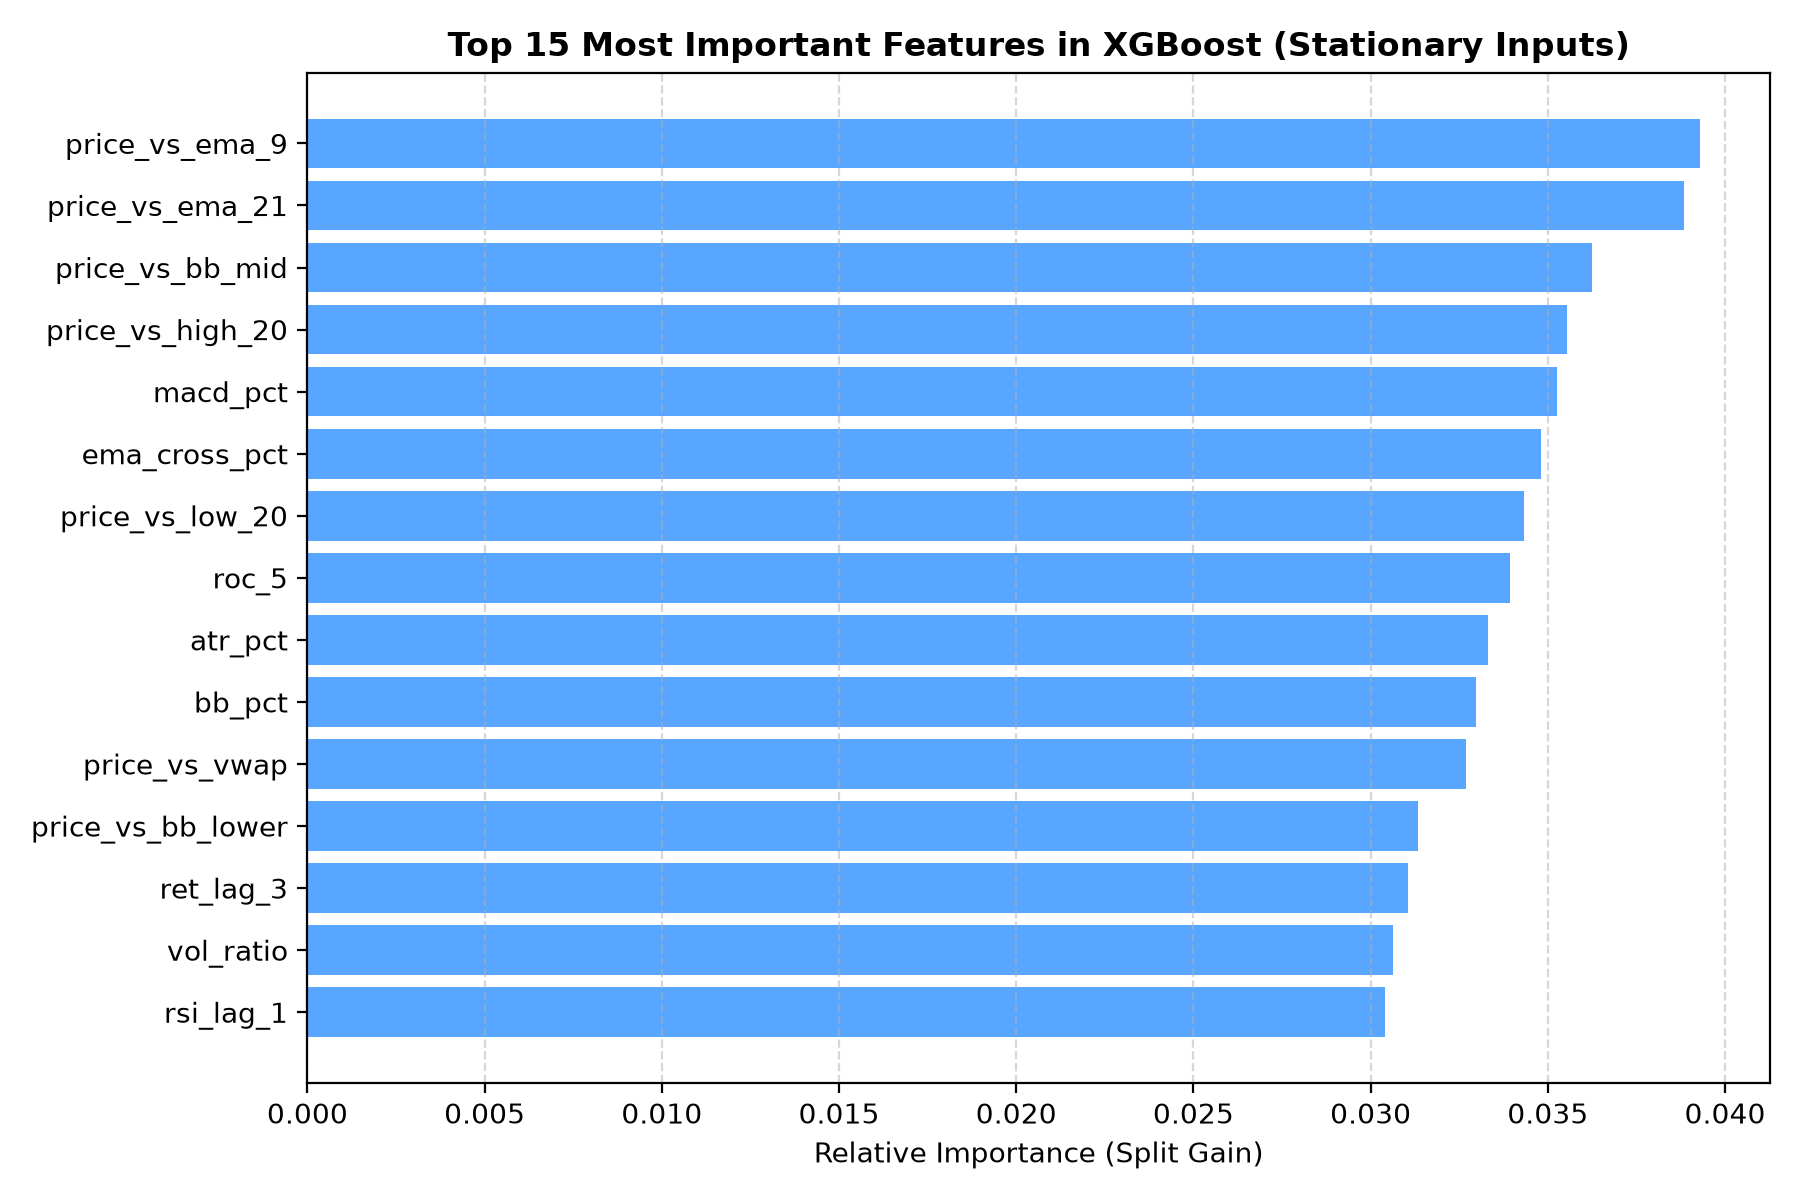 Top 15 Most Important Features in XGBoost (Stationary Inputs)
price_vs_ema_9
price_vs_ema_21
price_vs_bb_mid
price_vs_high_20
macd_pct
ema_cross_pct
price_vs_low_20
roc_5
atr_pct
bb_pct
price_vs_vwap
price_vs_bb_lower
ret_lag_3
vol_ratio
rsi_lag_1
0.000 0.005 0.010 0.015 0.020 0.025 0.030 0.035 0.040
Relative Importance (Split Gain)